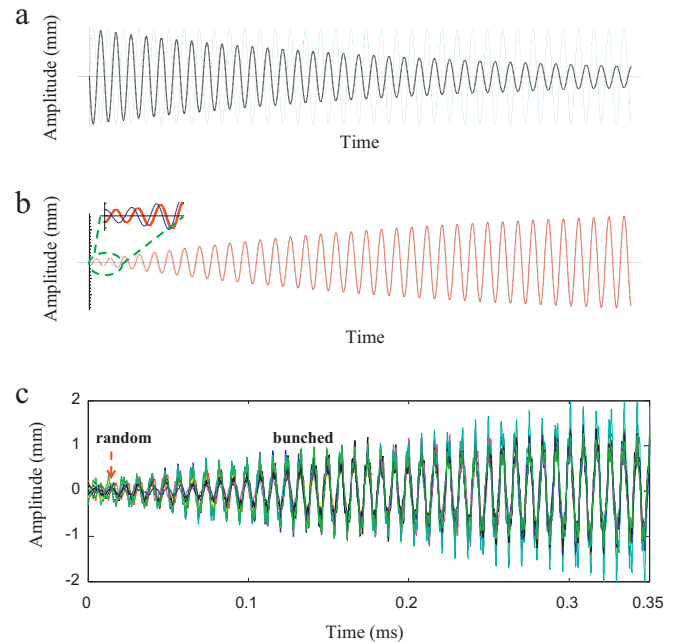 a
Amplitude (mm)
Time
b
Amplitude (mm)
Time
c
Amplitude (mm)
2
1
0
-1
-2
random
bunched
0
0.1
0.2
0.3
0.35
Time (ms)